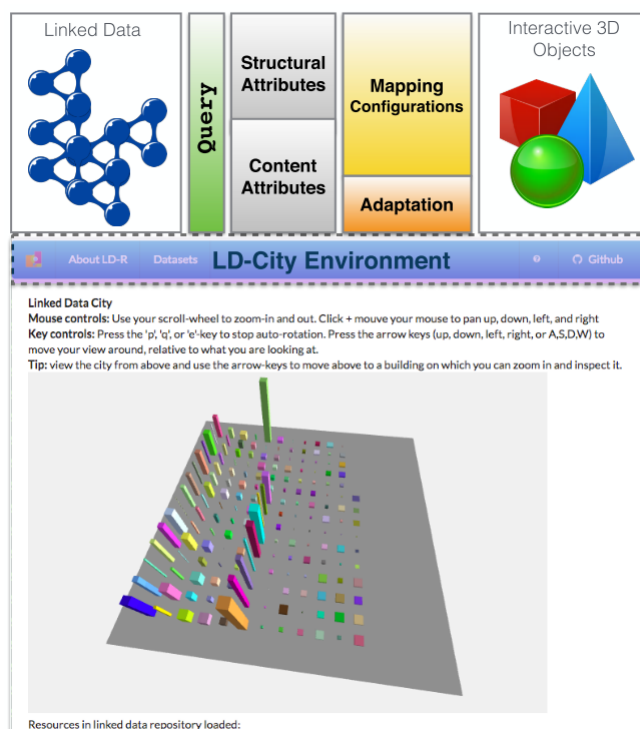 Linked Data
Query
Structural
Attributes
Content
Attributes
Mapping
Configurations
Adaptation
Interactive 3D
Objects
About LD-R
Datasets
LD-City Environment
?
Github
Linked Data City
Mouse controls: Use your scroll-wheel to zoom-in and out. Click + mouve your mouse to pan up, down, left, and right
Key controls: Press the 'p', 'q', or 'e'-key to stop auto-rotation. Press the arrow keys (up, down, left, right, or A,S,D,W) to
move your view around, relative to what you are looking at.
Tip: view the city from above and use the arrow-keys to move above to a building on which you can zoom in and inspect it.
Resources in linked data repository loaded: